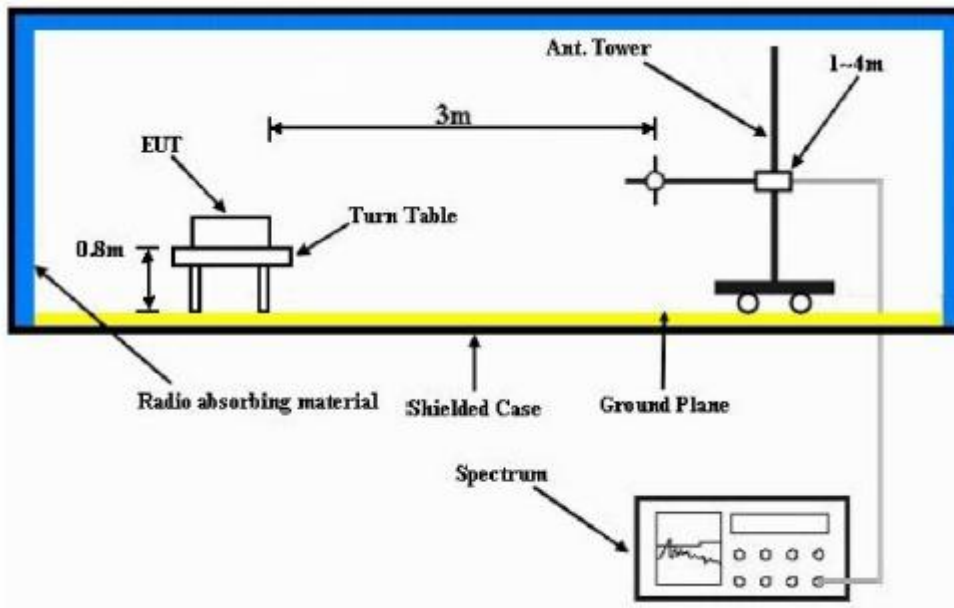 Ant. Tower
1~4m
3m
EUT
Turn Table
0.8m
Radio absorbing material
Shielded Case
Ground Plane
Spectrum